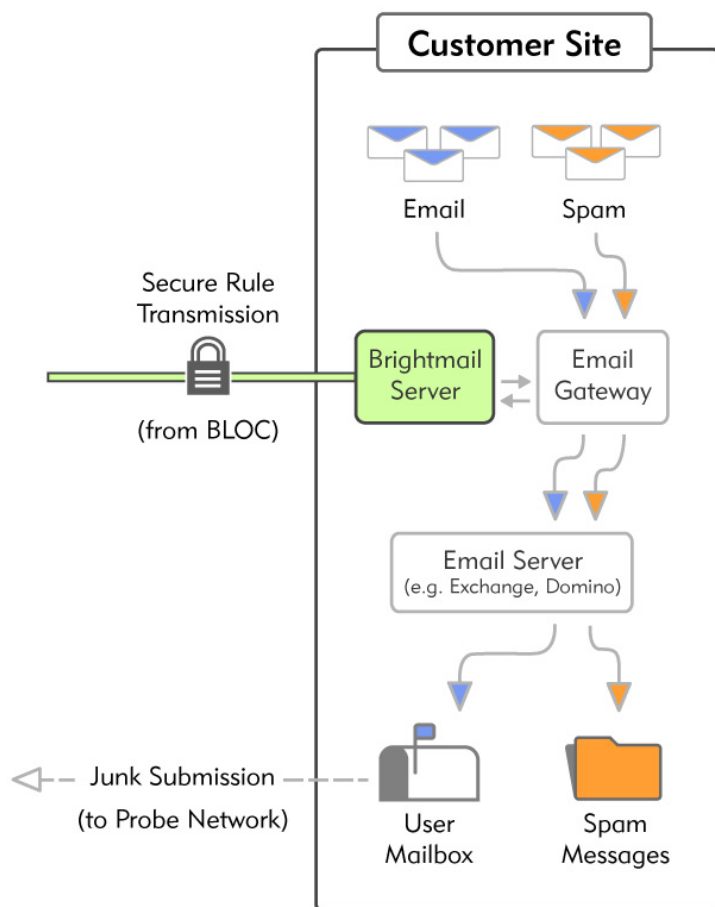 Customer Site
Email
Spam
Secure Rule
Transmission
(from BLOC)
Brightmail
Server
Email
Gateway
Email Server
(e.g. Exchange, Domino)
Junk Submission
(to Probe Network)
User
Mailbox
Spam
Messages